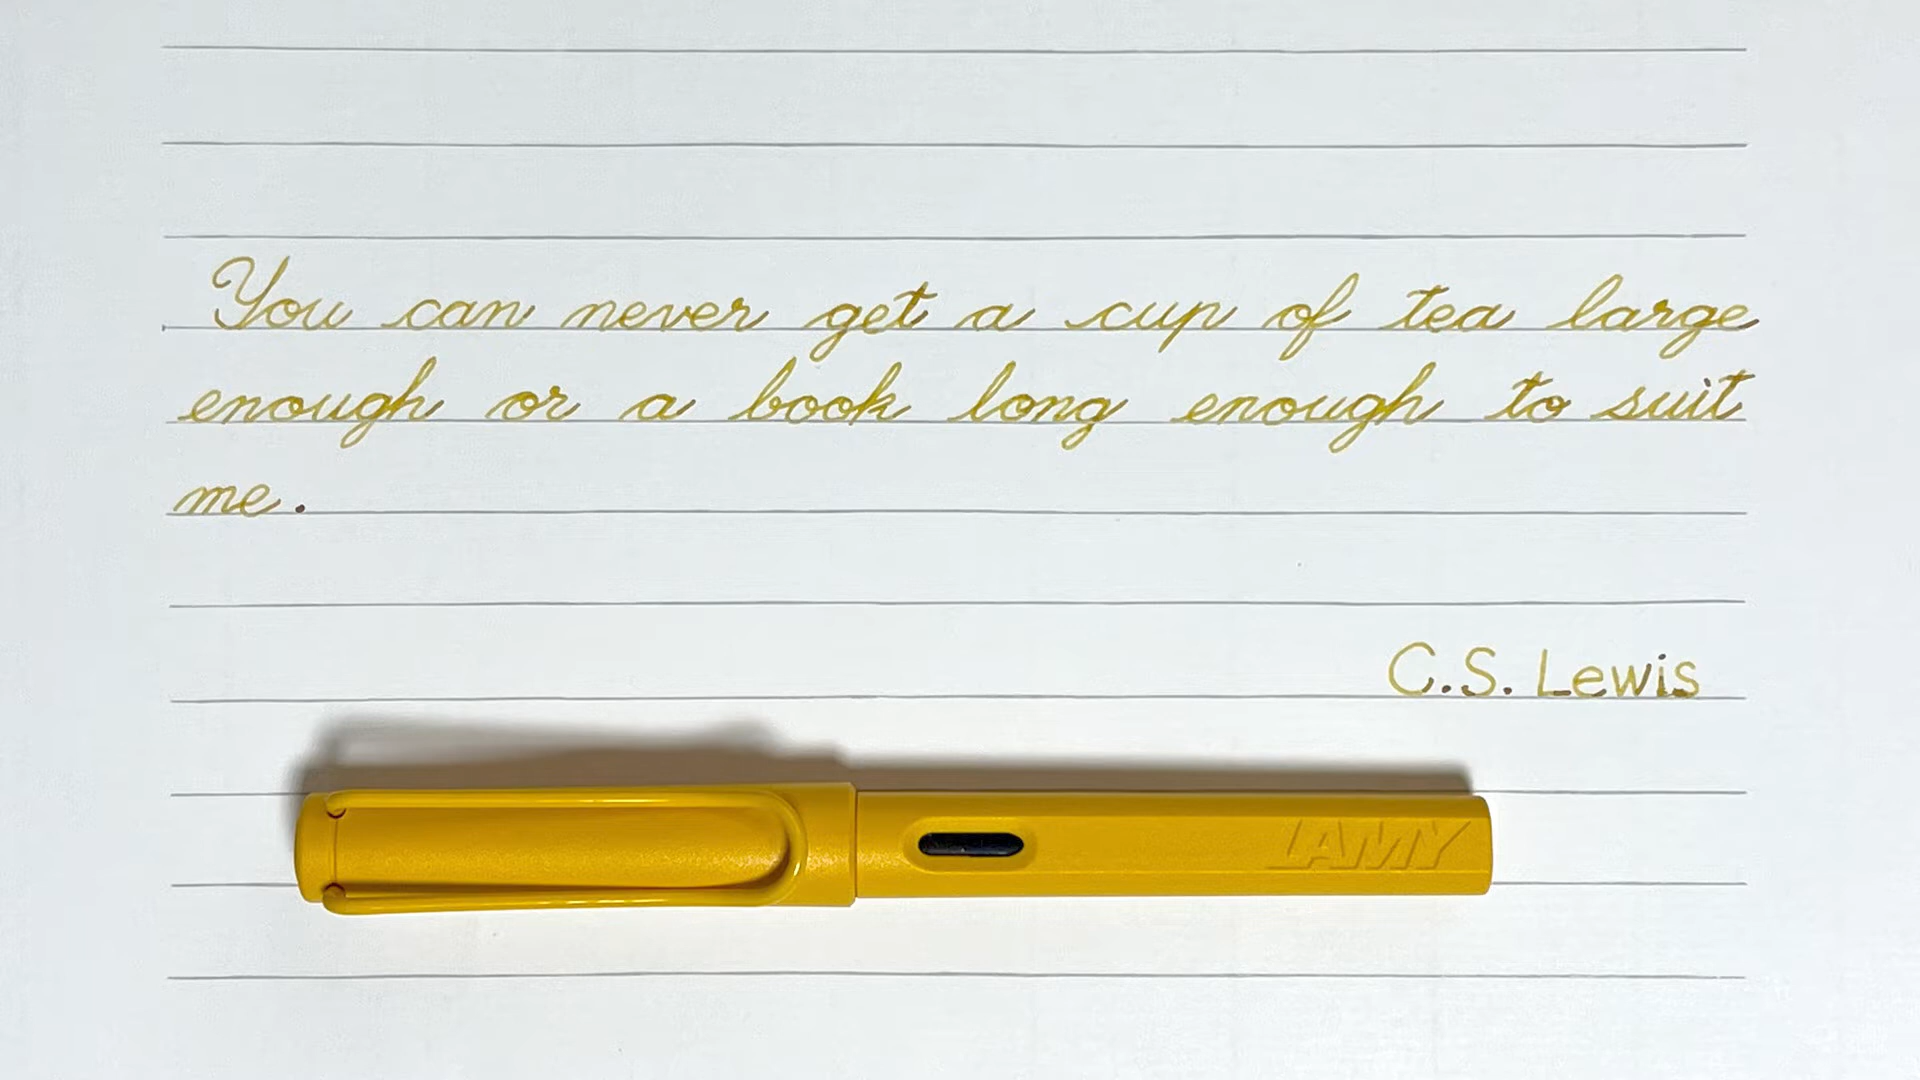 You can never get a cup of tea large
enough or a book long enough to suit
me.
C.S. Lewis
LAMY